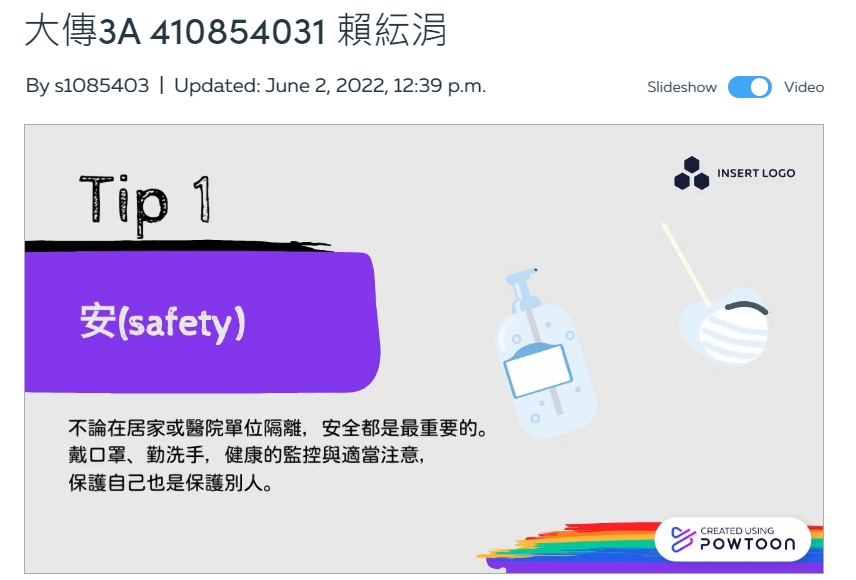 大傳3A 410854031 賴紜涓
By s1085403 | Updated: June 2, 2022, 12:39 p.m.
Slideshow Video
INSERT LOGO
Tip 1
安(safety)
不論在居家或醫院單位隔離，安全都是最重要的。
戴口罩、勤洗手，健康的監控與適當注意，
保護自己也是保護別人。
CREATED USING
POWTOON